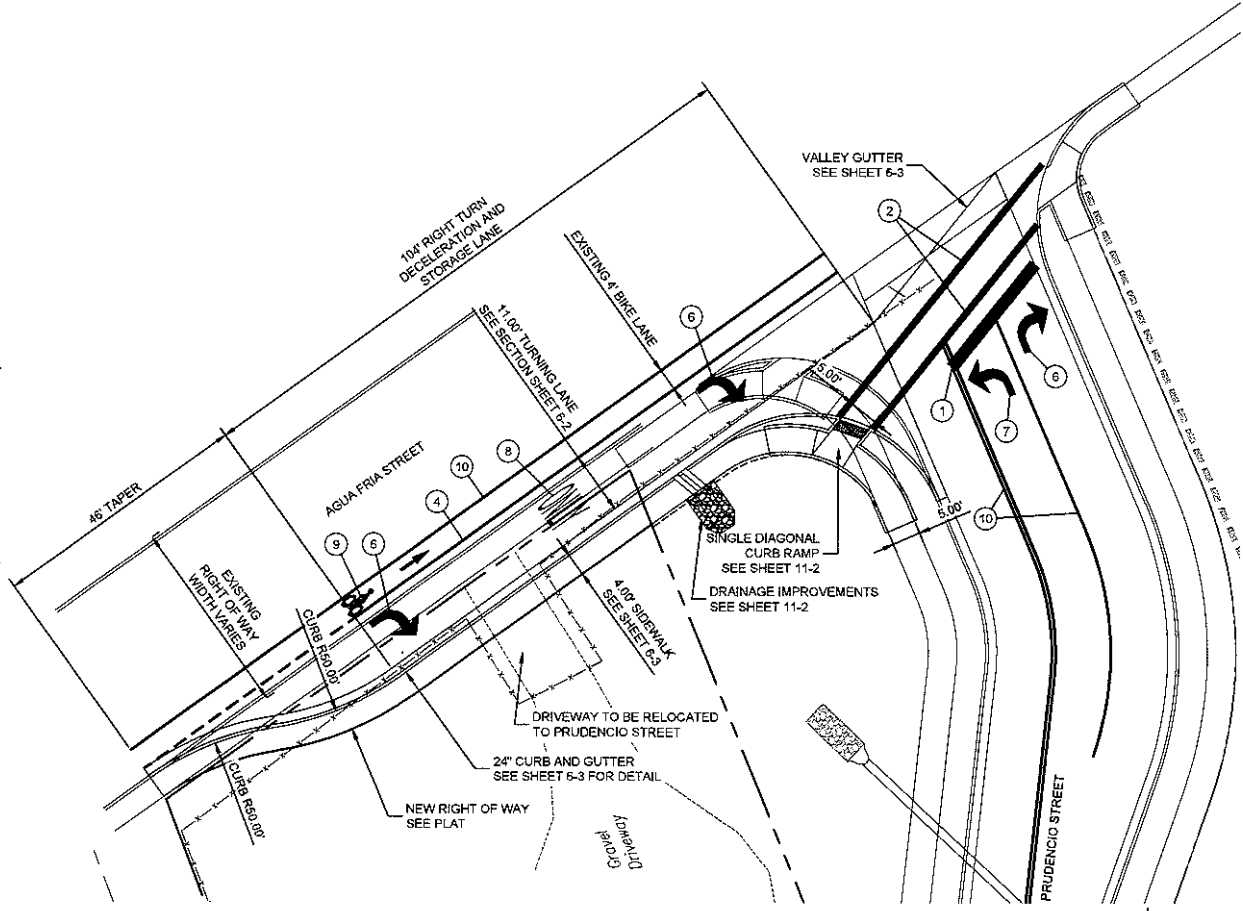 VALLEY GUTTER
SEE SHEET 6-3
2
104' RIGHT TURN
DECELERATION AND
STORAGE LANE
EXISTING 4' BIKE LANE
6
11.00' TURNING LANE
SEE SECTION SHEET 6-2
5.00'
1
6
7
46' TAPER
AGUA FRIA STREET
10
8
4
9
6
EXISTING
RIGHT OF WAY
WIDTH VARIES
CURB R50.00'
CURB R50.00'
4.00' SIDEWALK
SEE SHEET 6-3
SINGLE DIAGONAL
CURB RAMP
SEE SHEET 11-2
5.00'
10
DRAINAGE IMPROVEMENTS
SEE SHEET 11-2
DRIVEWAY TO BE RELOCATED
TO PRUDENCIO STREET
24" CURB AND GUTTER
SEE SHEET 6-3 FOR DETAIL
NEW RIGHT OF WAY
SEE PLAT
Gravel
Driveway
PRUDENCIO STREET